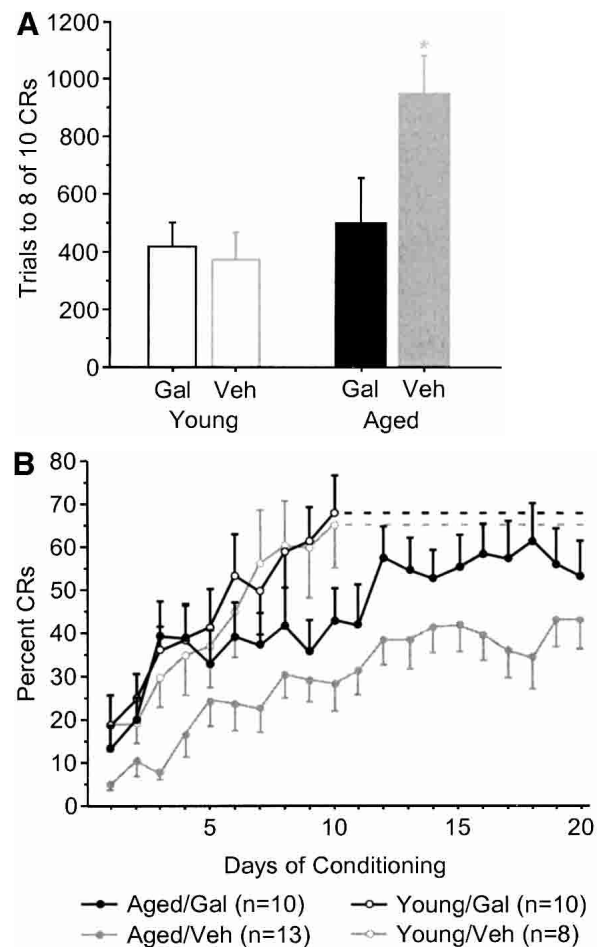 A
Trials to 8 of 10 CRs
1200
1000
800
600
400
200
0
*
Gal Veh Gal Veh
Young Aged
B
Percent CRs
80
70
60
50
40
30
20
10
0
5 10 15 20
Days of Conditioning
Aged/Gal (n=10) Young/Gal (n=10)
Aged/Veh (n=13) Young/Veh (n=8)